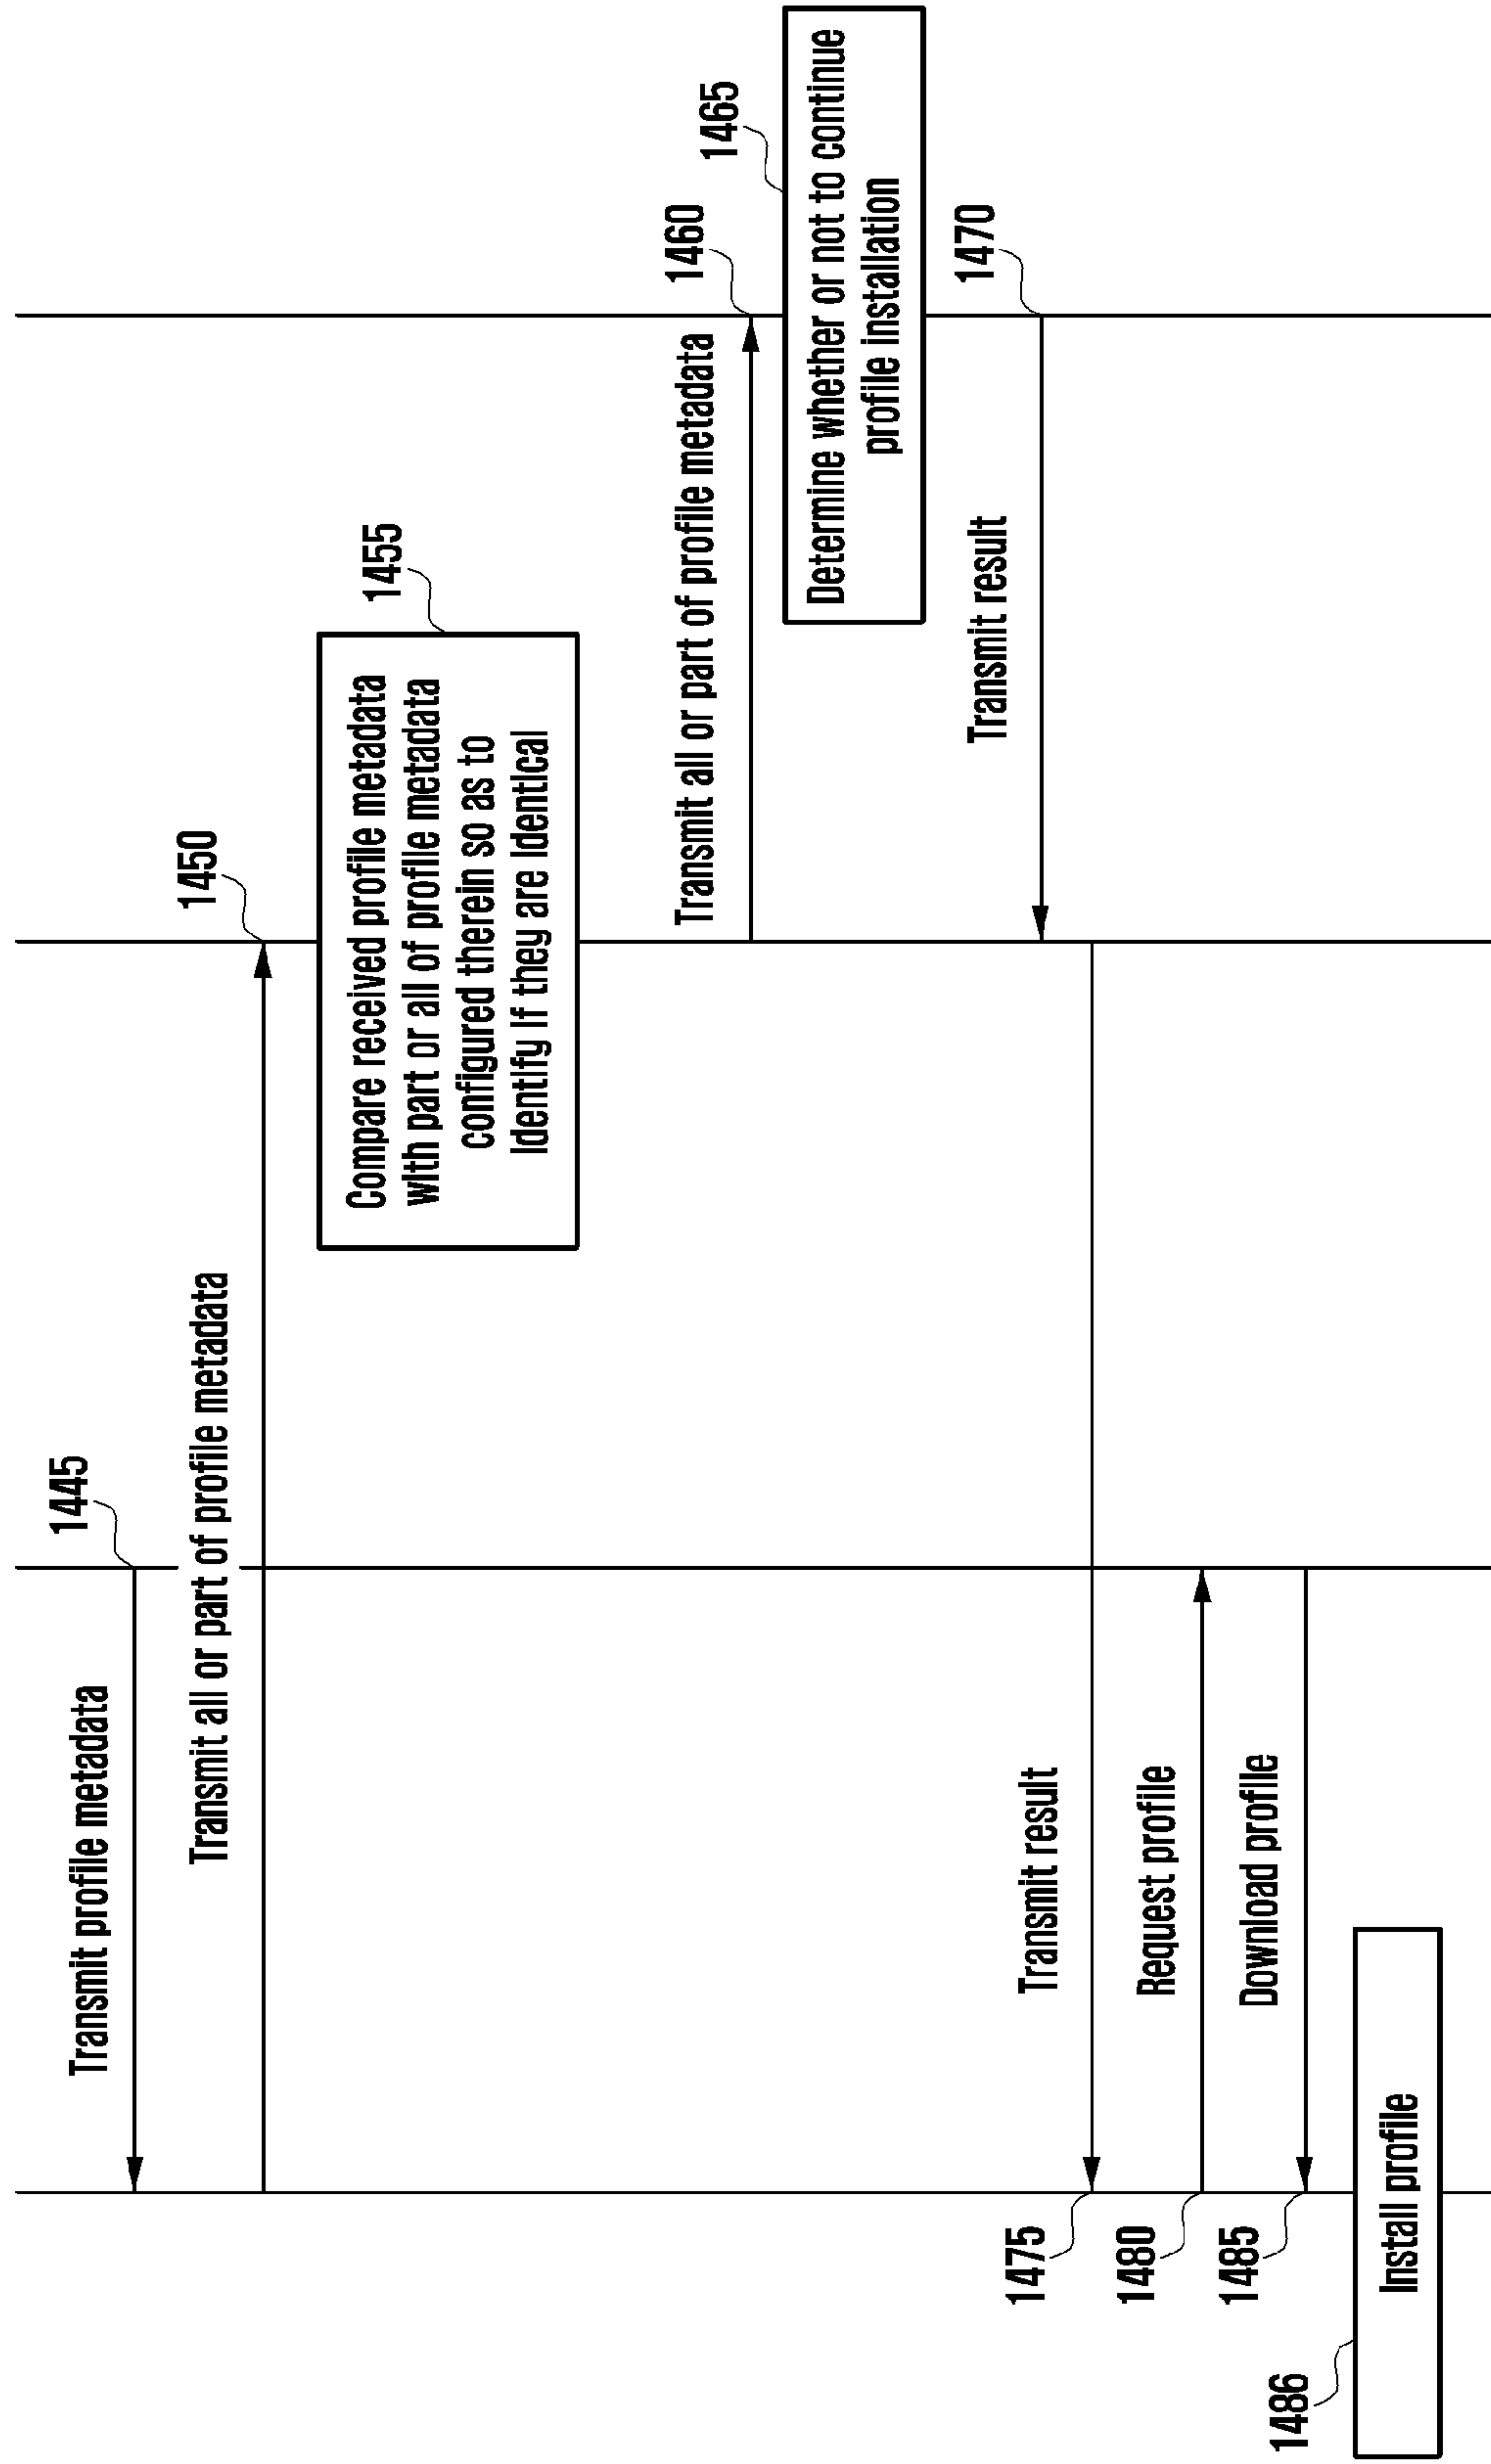 1445
Transmit profile metadata
1450
Transmit all or part of profile metadata
1455
Compare received profile metadata
with part or all of profile metadata
configured therein so as to
identify if they are identical
1460
Transmit all or part of profile metadata
1465
Determine whether or not to continue
profile installation
1470
Transmit result
1475
Transmit result
1480
Request profile
1485
Download profile
1486
Install profile